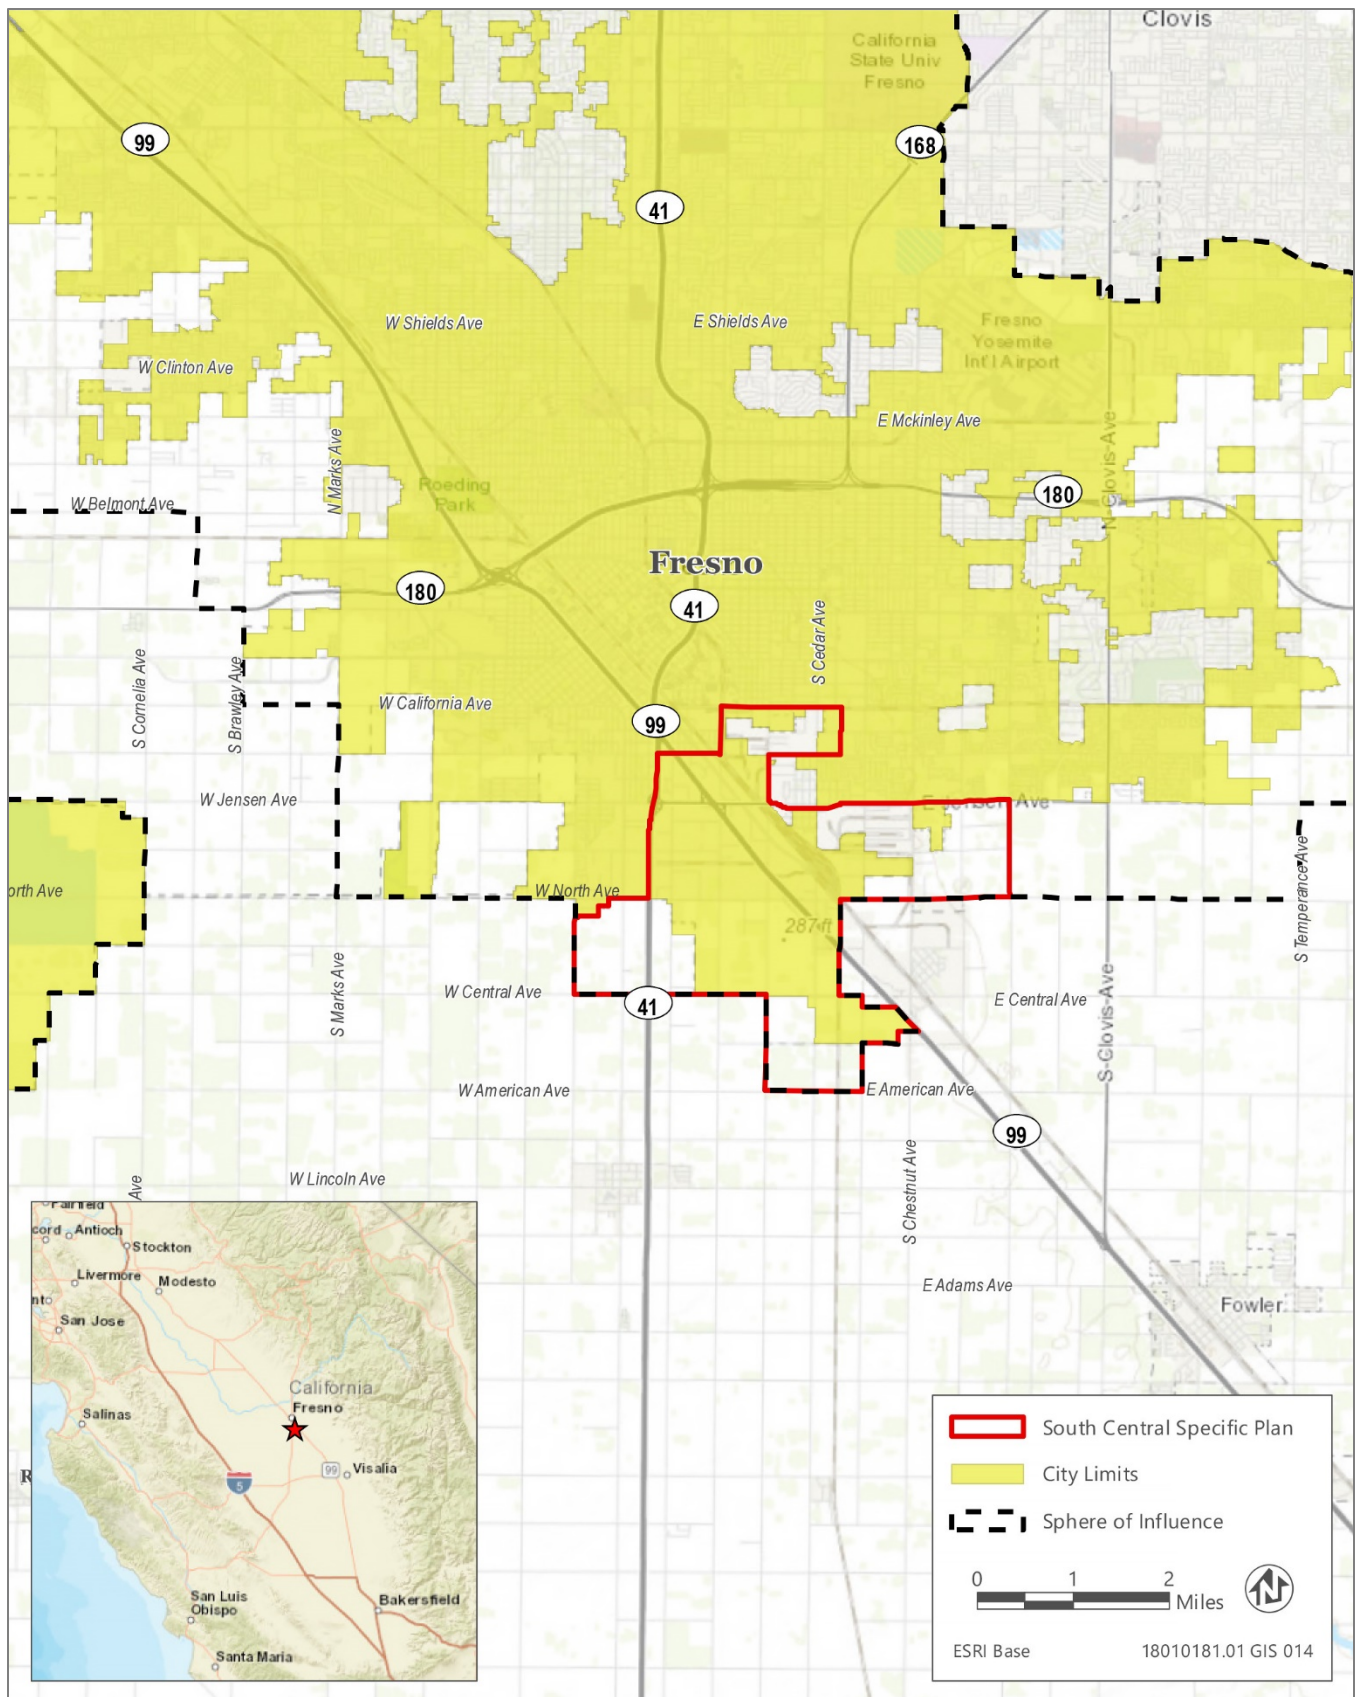 Clovis
California
State Univ
Fresno
99
168
41
W Shields Ave
E Shields Ave
Fresno
Yosemite
Int'l Airport
W Clinton Ave
E Mckinley Ave
N Marks Ave
N-Clovis-Ave
Roeding
Park
180
W Belmont Ave
Fresno
180
41
S Cedar Ave
S Cornelia Ave
S Brawley Ave
W California Ave
99
W Jensen Ave
E Jensen Ave
orth Ave
W North Ave
S Temperance Ave
287 ft
S Marks Ave
W Central Ave
41
E Central Ave
S-Clovis-Ave
W American Ave
E American Ave
99
S Chestnut Ave
W Lincoln Ave
Ave
E Adams Ave
Fowler
Fairfield
cord
Antioch
Stockton
Livermore
Modesto
nt
San Jose
California
Fresno
Salinas
99
Visalia
5
R
San Luis
Obispo
Bakersfield
Santa Maria
South Central Specific Plan
City Limits
Sphere of Influence
0 1 2
Miles
N
ESRI Base
18010181.01 GIS 014